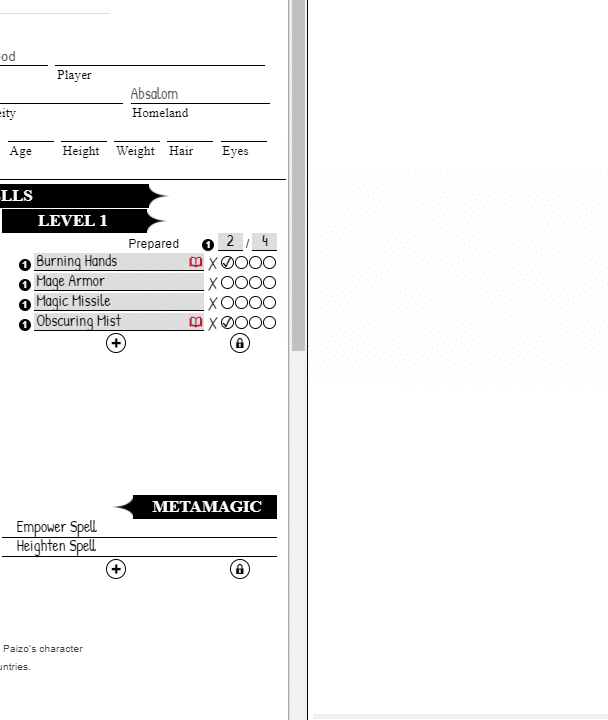 ood
Player
Absalom
eity Homeland
Age Height Weight Hair Eyes
LLS
LEVEL 1
Prepared 1 2 / 4
1 Burning Hands X
1 Mage Armor X
1 Magic Missile X
1 Obscuring Mist X
METAMAGIC
Empower Spell
Heighten Spell
Paizo's character
untries.